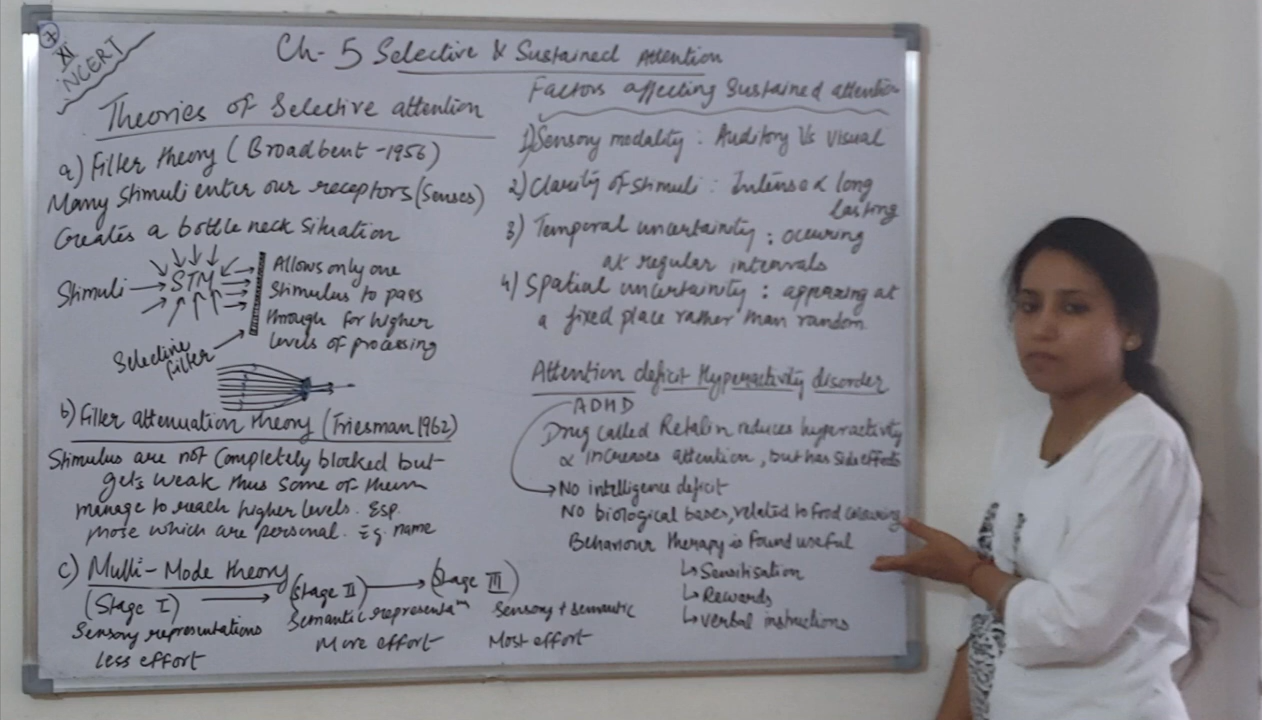 7
XI
NCERT
Ch-5 Selective & Sustained Attention
Theories of Selective attention
a) Filter theory (Broadbent -1956)
Many stimuli enter our receptors (Senses)
Creates a bottle neck situation
Stimuli → STM
Allows only one
Stimulus to pass
through for higher
levels of processing
Selective
filter
b) Filter attenuation theory (Triesman 1962)
Stimulus are not completely blocked but
gets weak thus some of them
manage to reach higher levels. Esp.
those which are personal. Eg. name
c) Multi-Mode theory
(Stage I) → (Stage II) → (Stage III)
Sensory representations Semantic representatn Sensory + semantic
less effort More effort Most effort
Factors affecting Sustained attention
1) Sensory modality : Auditory Vs visual
2) Clarity of stimuli : Intense & long
lasting
3) Temporal uncertainity : occuring
at regular intervals
4) Spatial uncertainity : appearing at
a fixed place rather than random.
Attention deficit Hyperactivity disorder
ADHD
Drug called Retalin reduces hyperactivity
& increases attention, but has side effects
→ No intelligence deficit
No biological bases, related to food colouring
Behaviour therapy is found useful
↳ Sensitisation
↳ Rewards
↳ verbal instructions